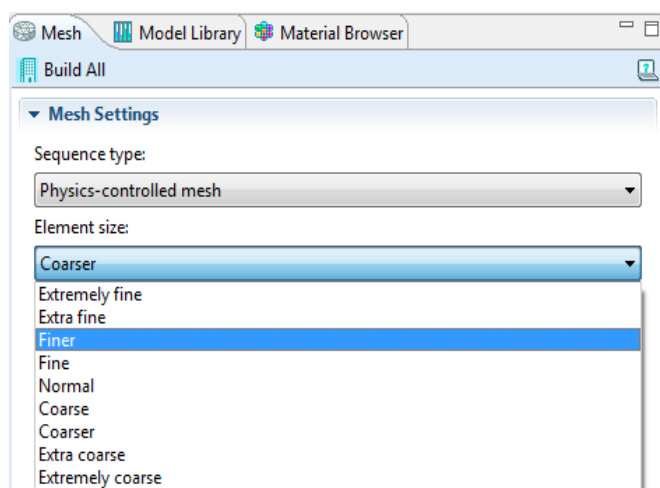 Mesh Model Library Material Browser
Build All
Mesh Settings
Sequence type:
Physics-controlled mesh
Element size:
Coarser
Extremely fine
Extra fine
Finer
Fine
Normal
Coarse
Coarser
Extra coarse
Extremely coarse